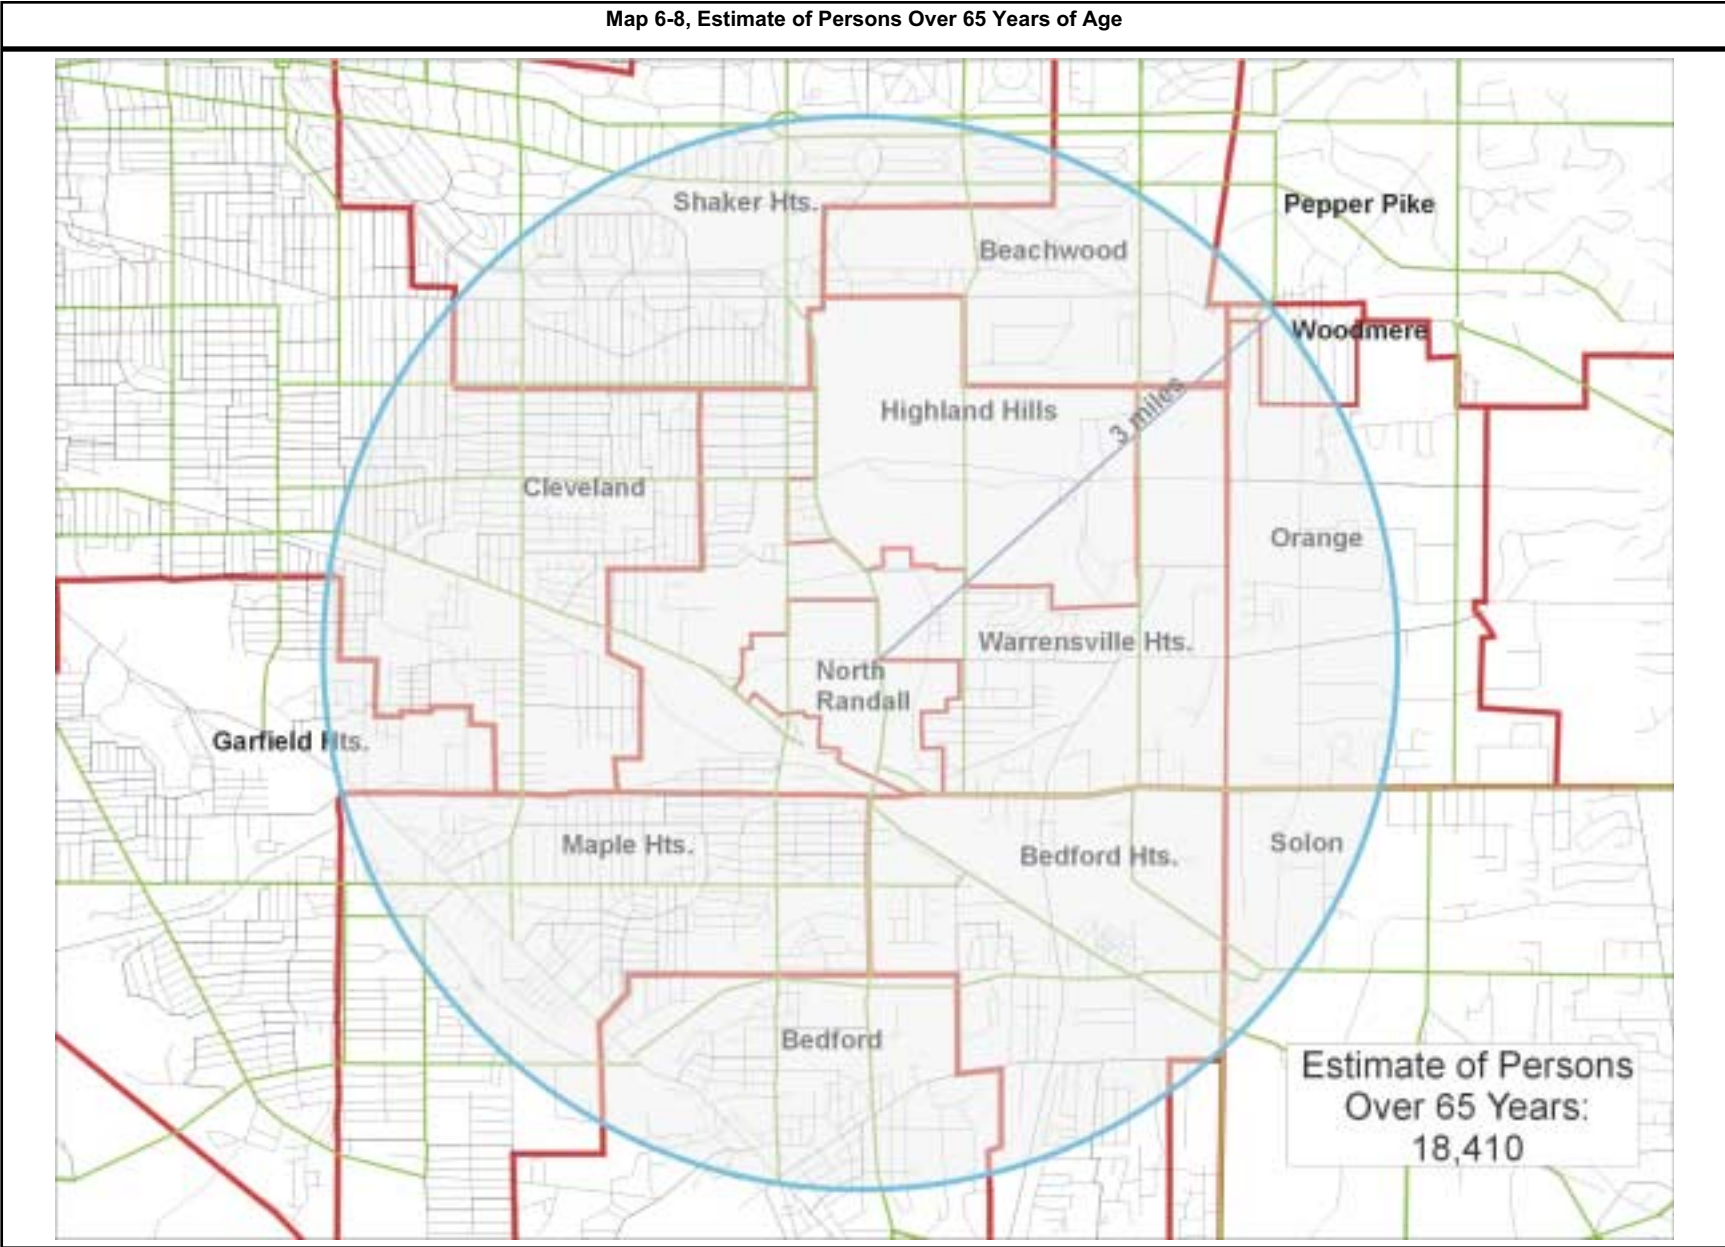 Map 6-8, Estimate of Persons Over 65 Years of Age
Shaker Hts.
Pepper Pike
Beachwood
Woodmere
3 miles
Highland Hills
Cleveland
Orange
Warrensville Hts.
North
Randall
Garfield Hts.
Maple Hts.
Bedford Hts.
Solon
Bedford
Estimate of Persons
Over 65 Years:
18,410